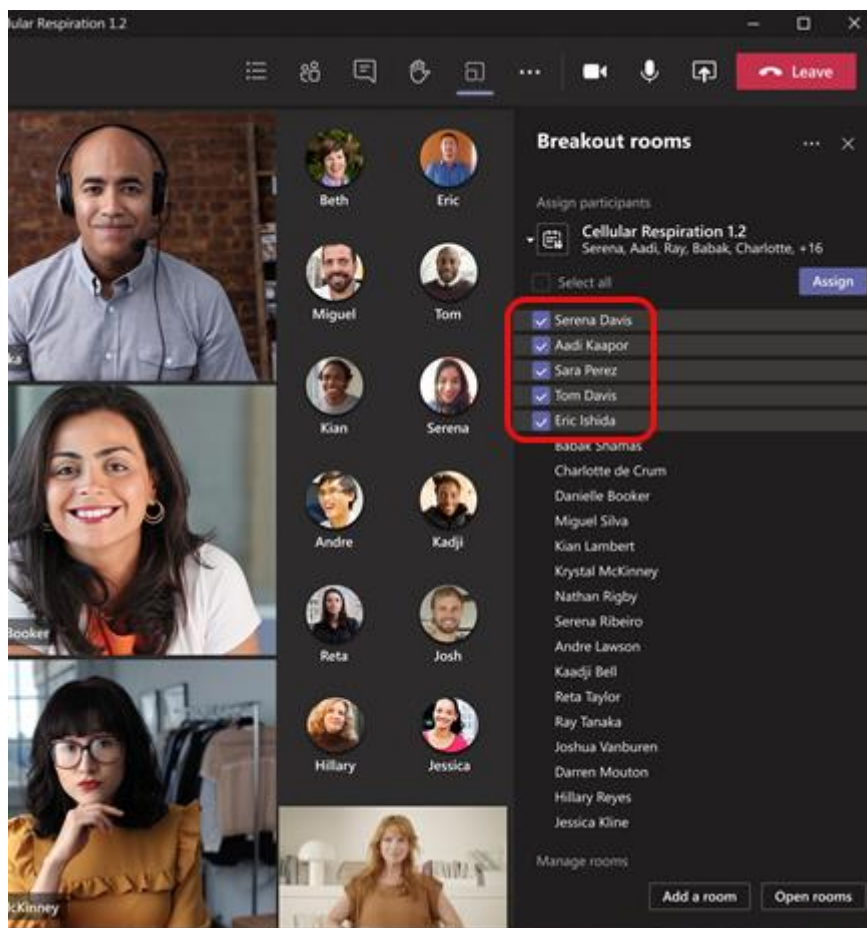 lular Respiration 1.2
Leave
Breakout rooms
Assign participants
Cellular Respiration 1.2
Serena, Aadi, Ray, Babak, Charlotte, +16
Select all
Assign
Serena Davis
Aadi Kaapor
Sara Perez
Tom Davis
Eric Ishida
Babak Shamas
Charlotte de Crum
Danielle Booker
Miguel Silva
Kian Lambert
Krystal McKinney
Nathan Rigby
Serena Ribeiro
Andre Lawson
Kaadji Bell
Reta Taylor
Ray Tanaka
Joshua Vanburen
Darren Mouton
Hillary Reyes
Jessica Kline
Manage rooms
Add a room
Open rooms
Beth
Eric
Miguel
Tom
Kian
Serena
Andre
Kadji
Reta
Josh
Hillary
Jessica
ka
Booker
cKinney